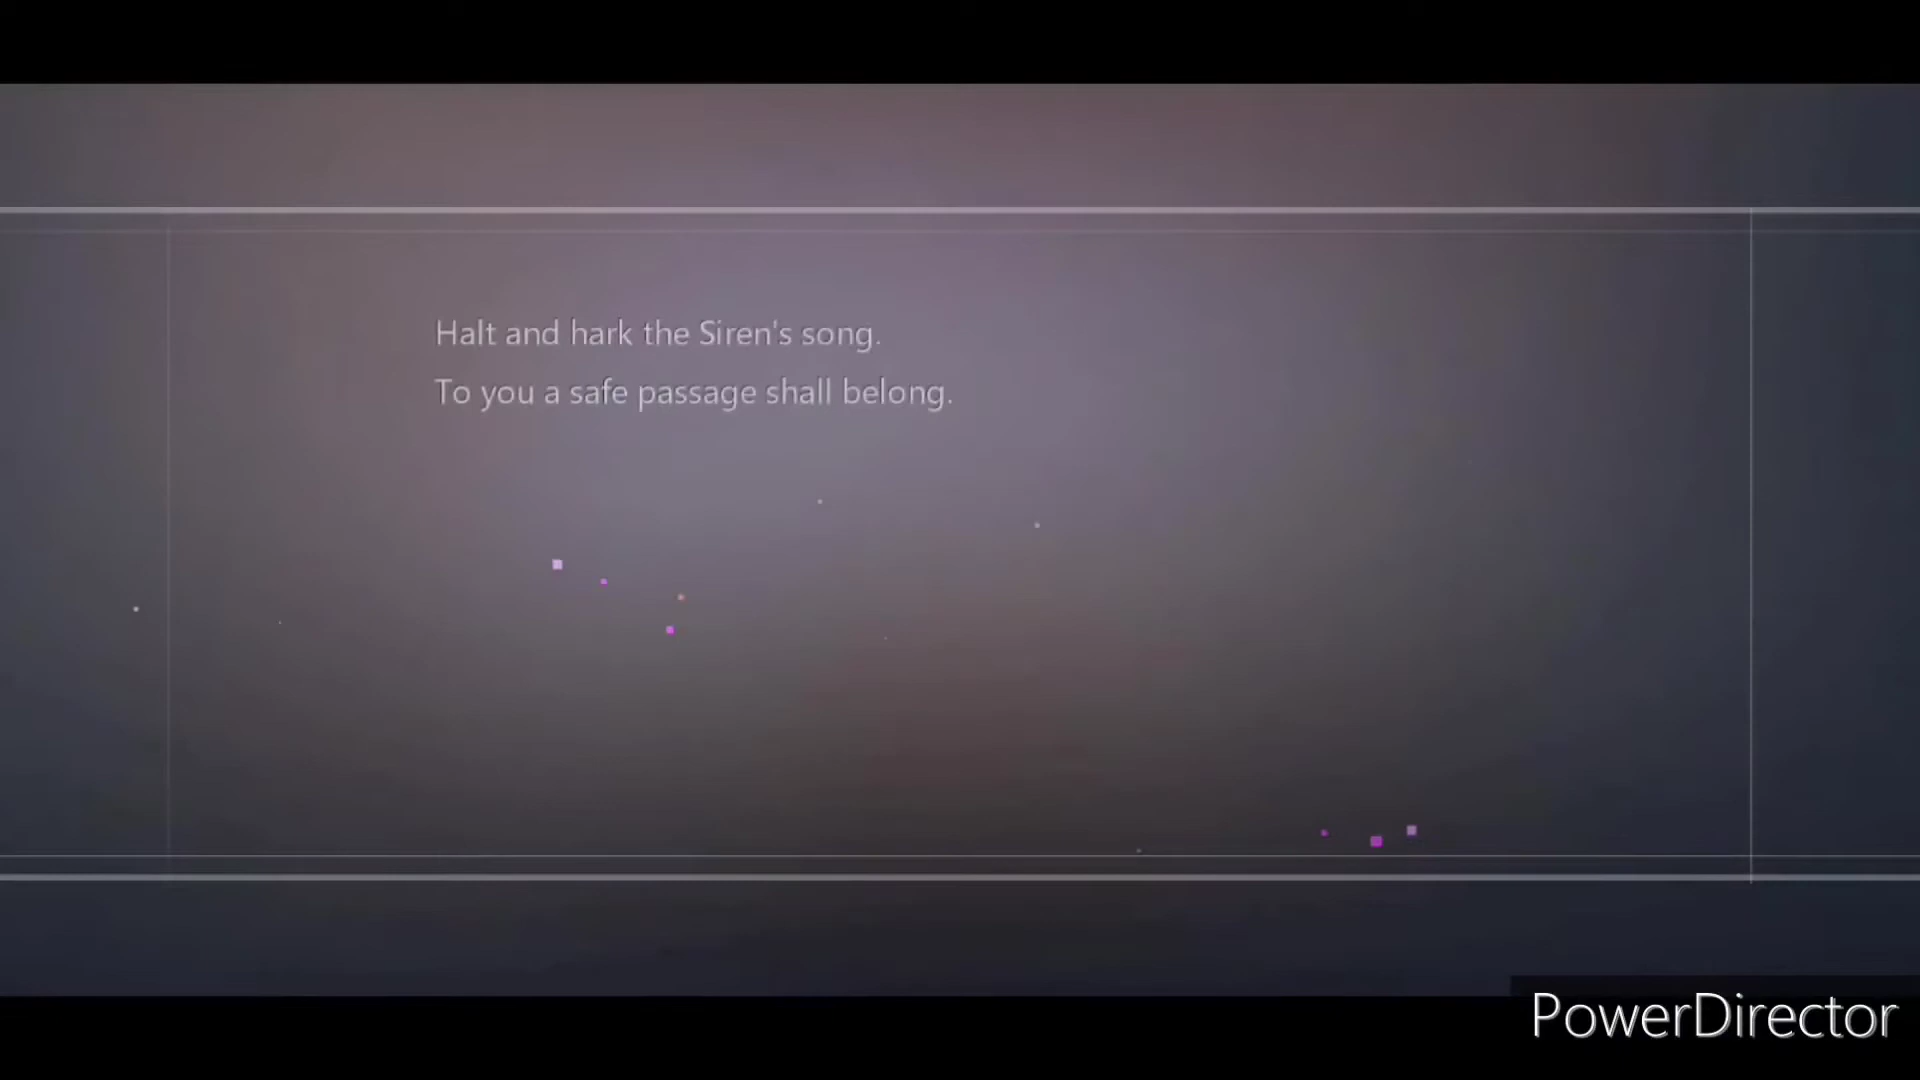 Halt and hark the Siren's song.
To you a safe passage shall belong.
PowerDirector